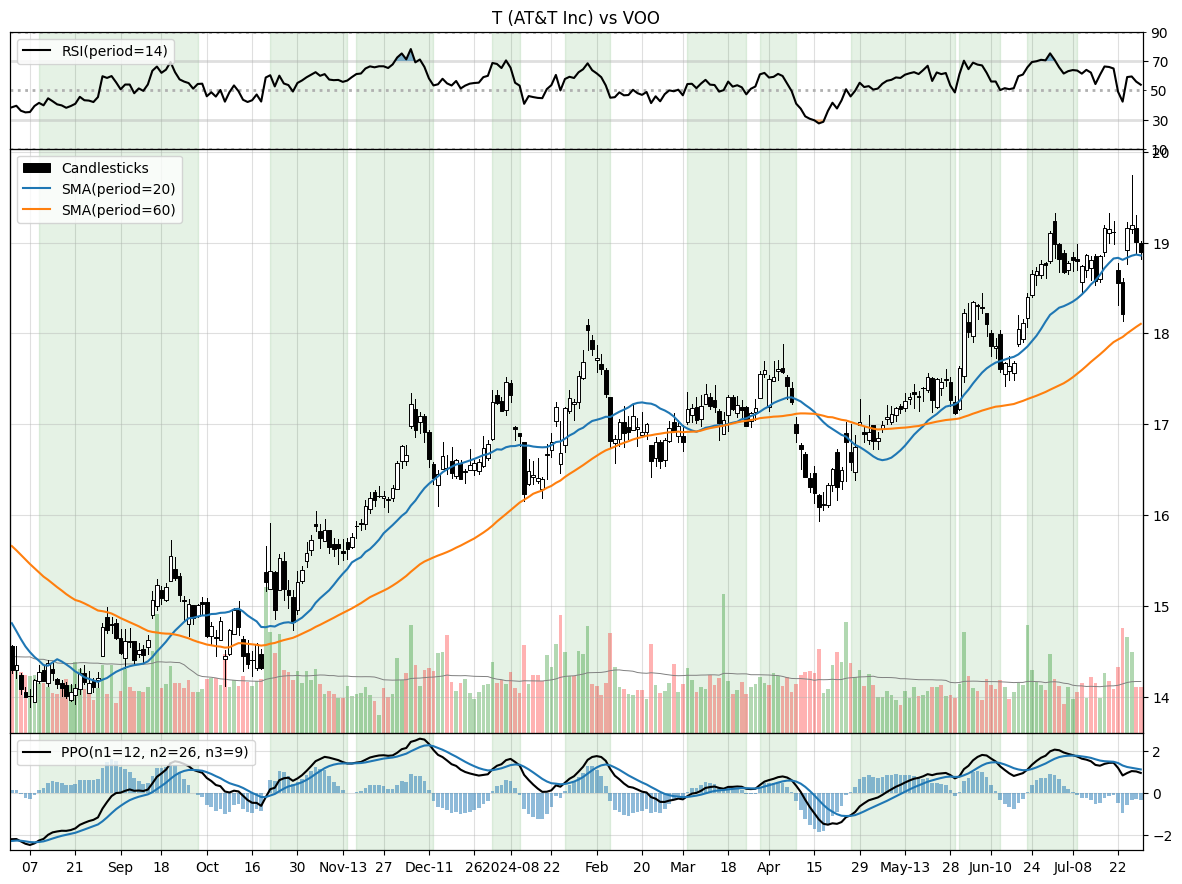 T (AT&T Inc) vs VOO
RSI(period=14)
90
70
50
30
10
Candlesticks
SMA(period=20)
SMA(period=60)
20
19
18
17
16
15
14
PPO(n1=12, n2=26, n3=9)
2
0
−2
07 21 Sep 18 Oct 16 30 Nov-13 27 Dec-11 26 2024-08 22 Feb 20 Mar 18 Apr 15 29 May-13 28 Jun-10 24 Jul-08 22